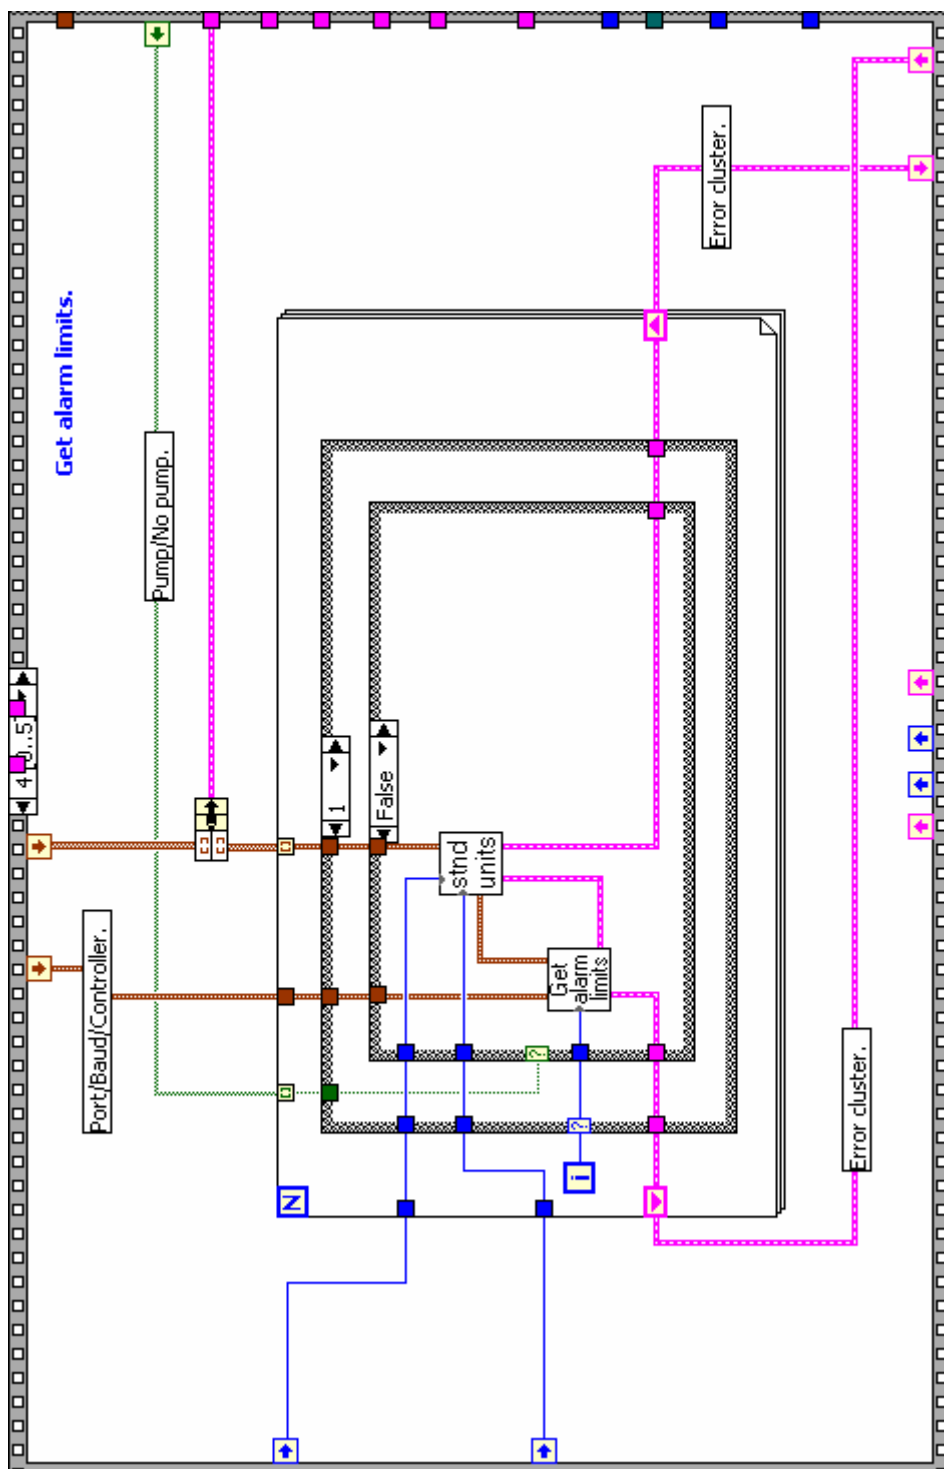 4 0..5
Get alarm limits.
Port/Baud/Controller.
Pump/No pump.
N
1
False
stnd
units
Get
alarm
limits
?
?
i
Error cluster.
Error cluster.